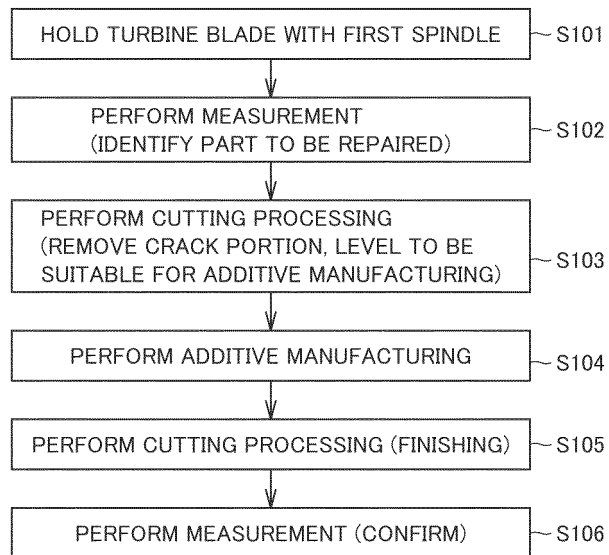 HOLD TURBINE BLADE WITH FIRST SPINDLE
S101
PERFORM MEASUREMENT
(IDENTIFY PART TO BE REPAIRED)
S102
PERFORM CUTTING PROCESSING
(REMOVE CRACK PORTION, LEVEL TO BE
SUITABLE FOR ADDITIVE MANUFACTURING)
S103
PERFORM ADDITIVE MANUFACTURING
S104
PERFORM CUTTING PROCESSING (FINISHING)
S105
PERFORM MEASUREMENT (CONFIRM)
S106